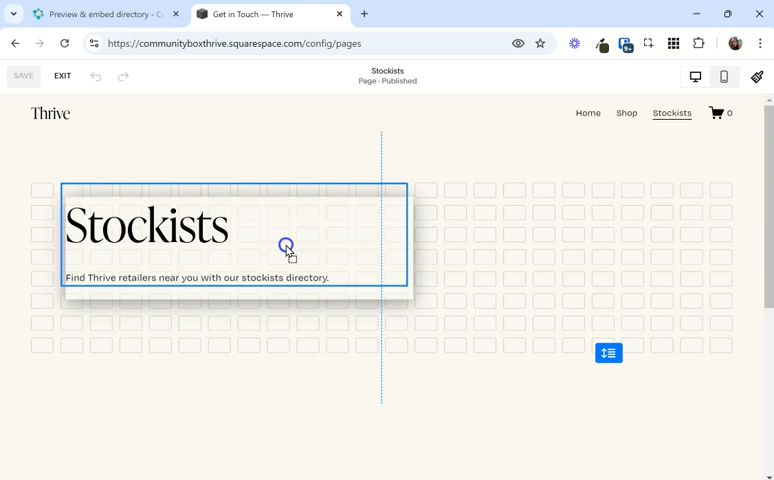 Preview & embed directory - C
Get in Touch — Thrive
https://communityboxthrive.squarespace.com/config/pages
9+
SAVE
EXIT
Stockists
Page · Published
Thrive
Home
Shop
Stockists
0
Stockists
Find Thrive retailers near you with our stockists directory.